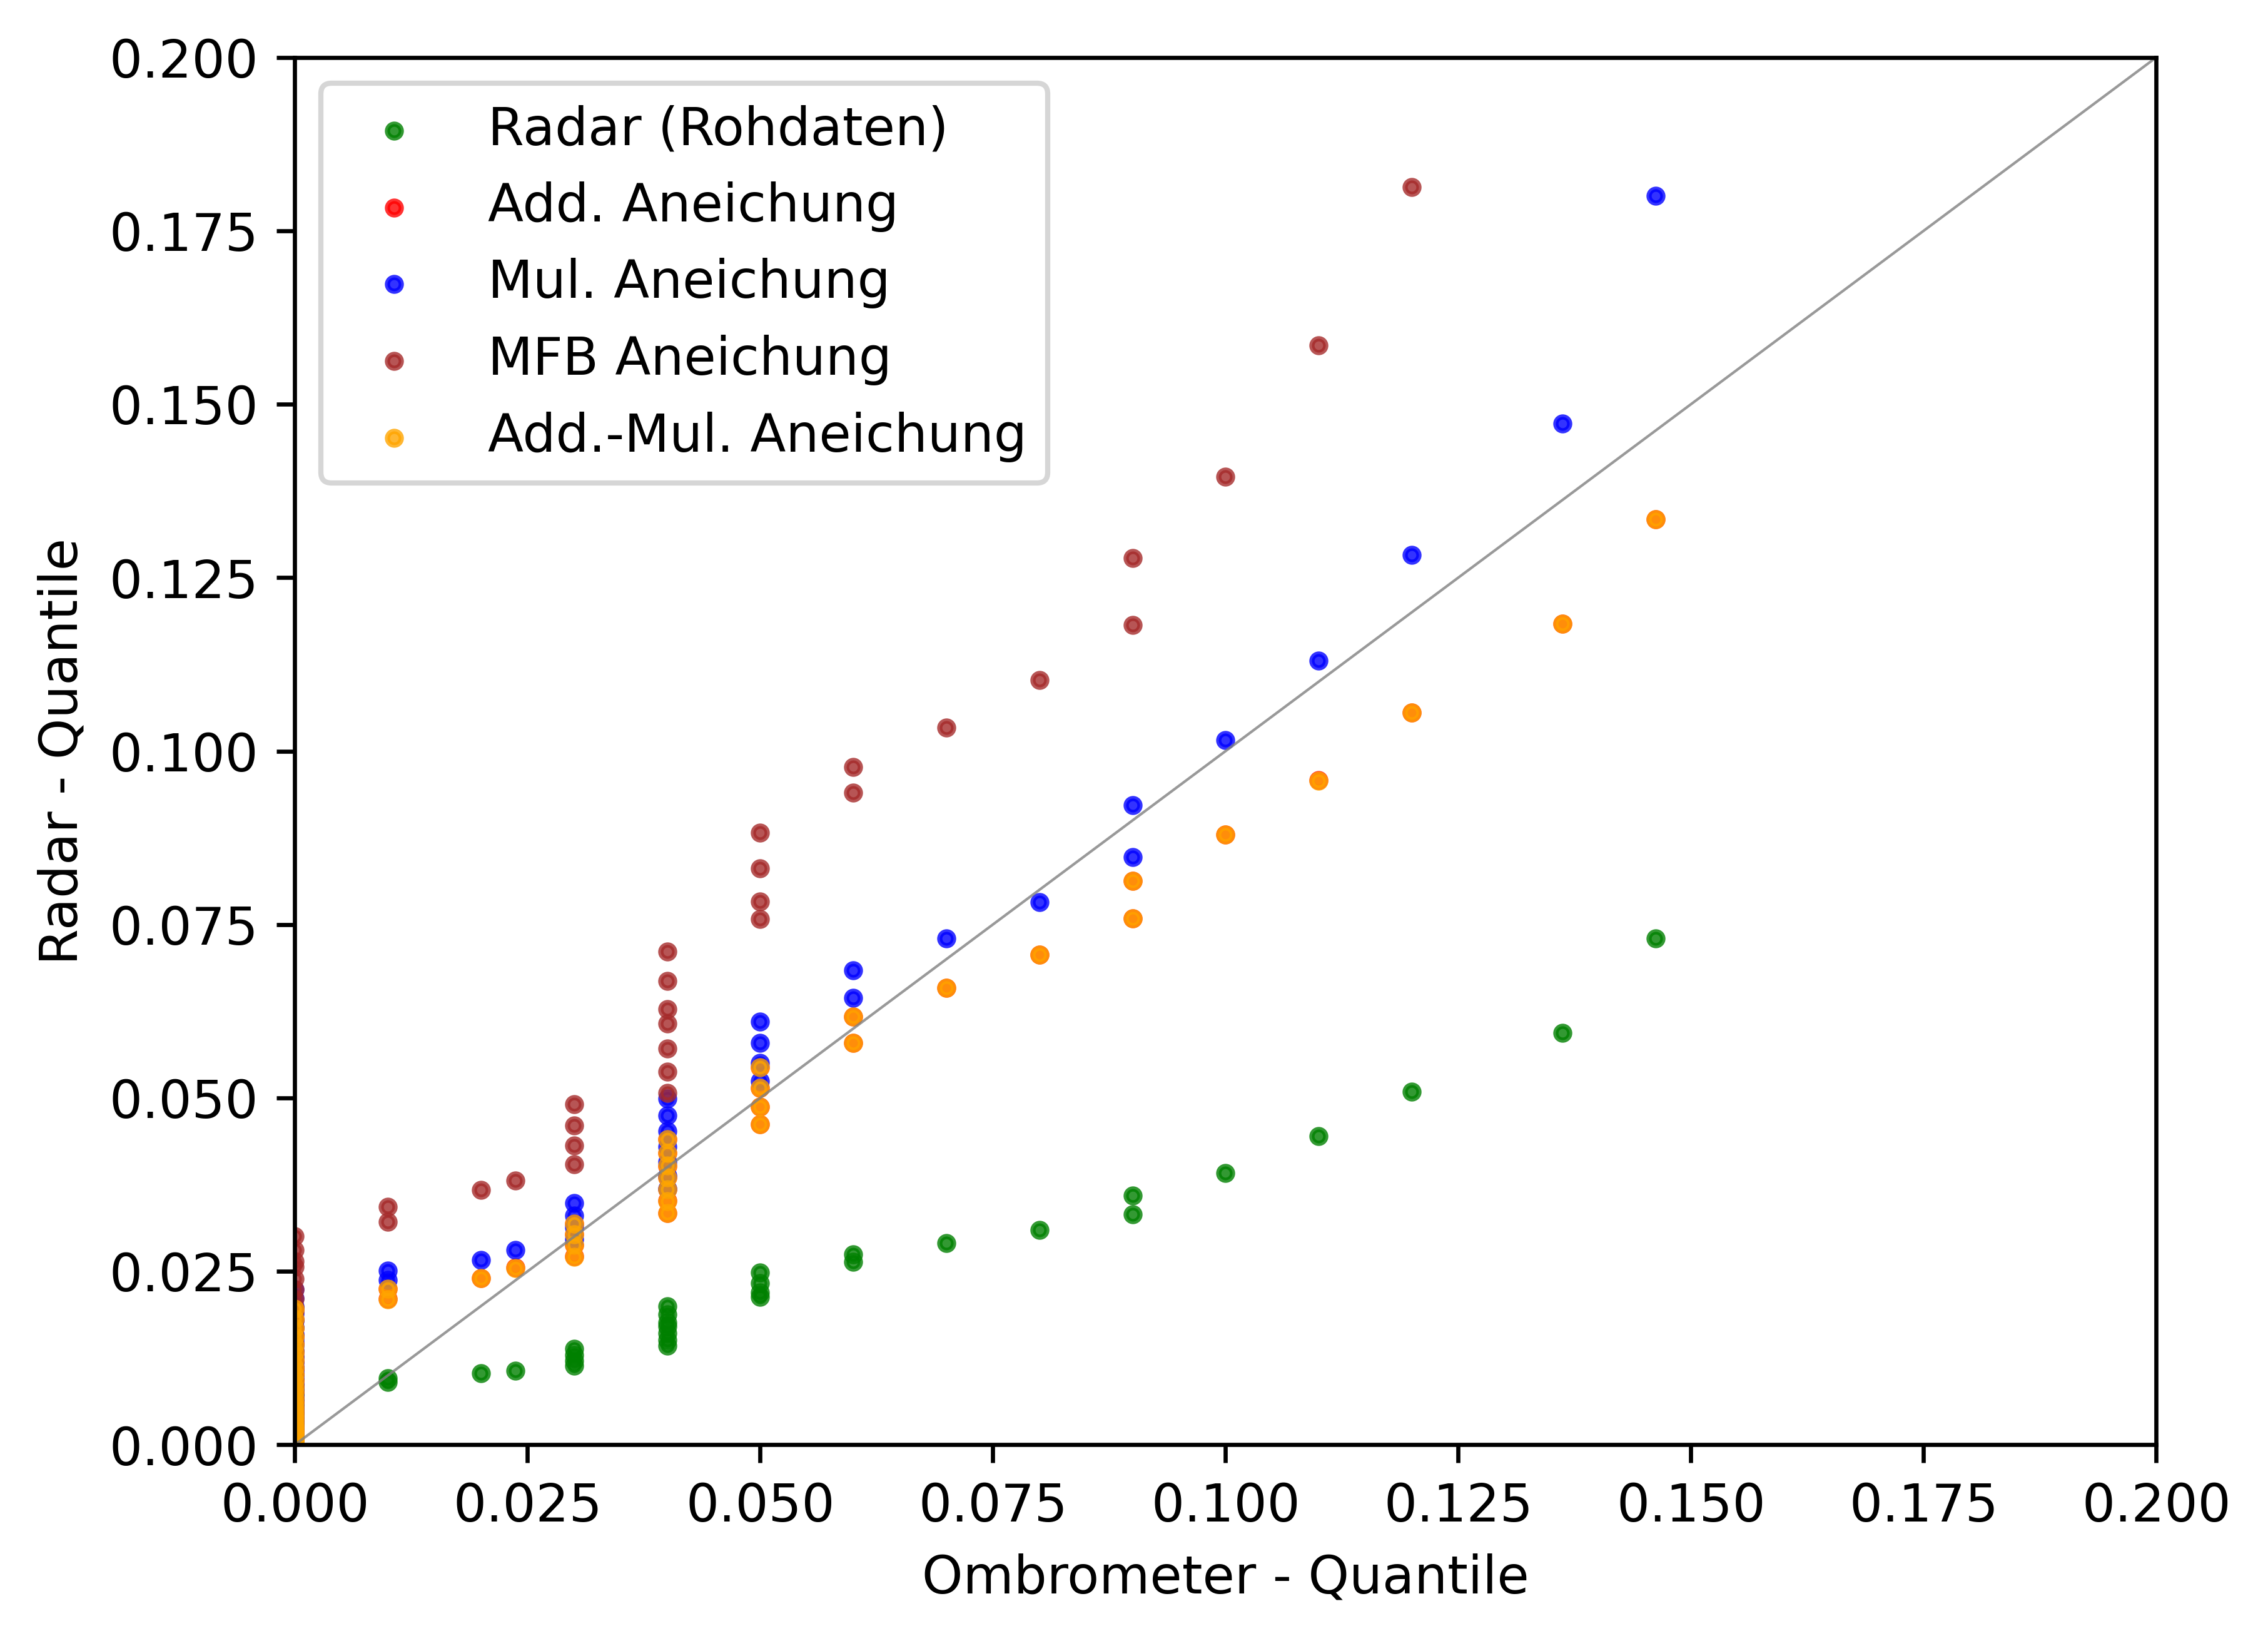 0.200
0.175
0.150
0.125
0.100
0.075
0.050
0.025
0.000
Radar - Quantile
Radar (Rohdaten)
Add. Aneichung
Mul. Aneichung
MFB Aneichung
Add.-Mul. Aneichung
0.000 0.025 0.050 0.075 0.100 0.125 0.150 0.175 0.200
Ombrometer - Quantile